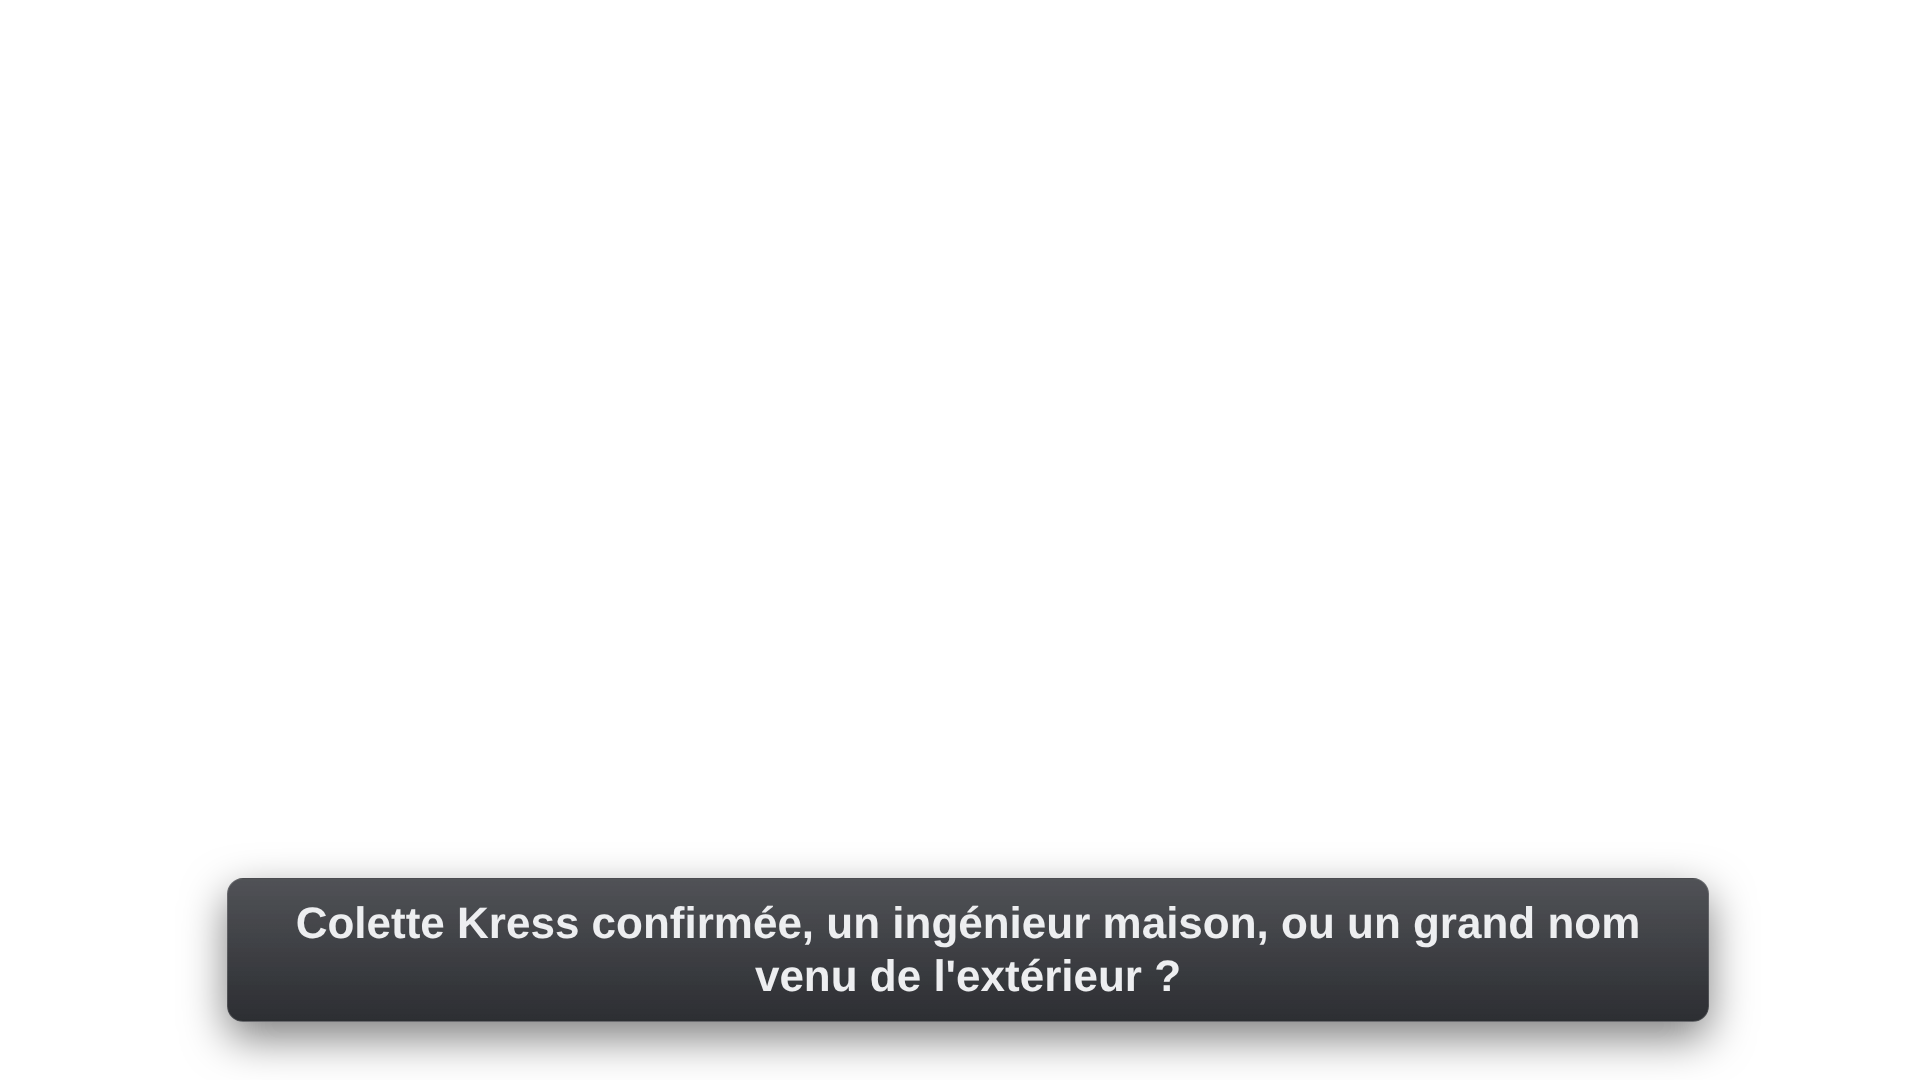 Colette Kress confirmée, un ingénieur maison, ou un grand nom
venu de l'extérieur ?